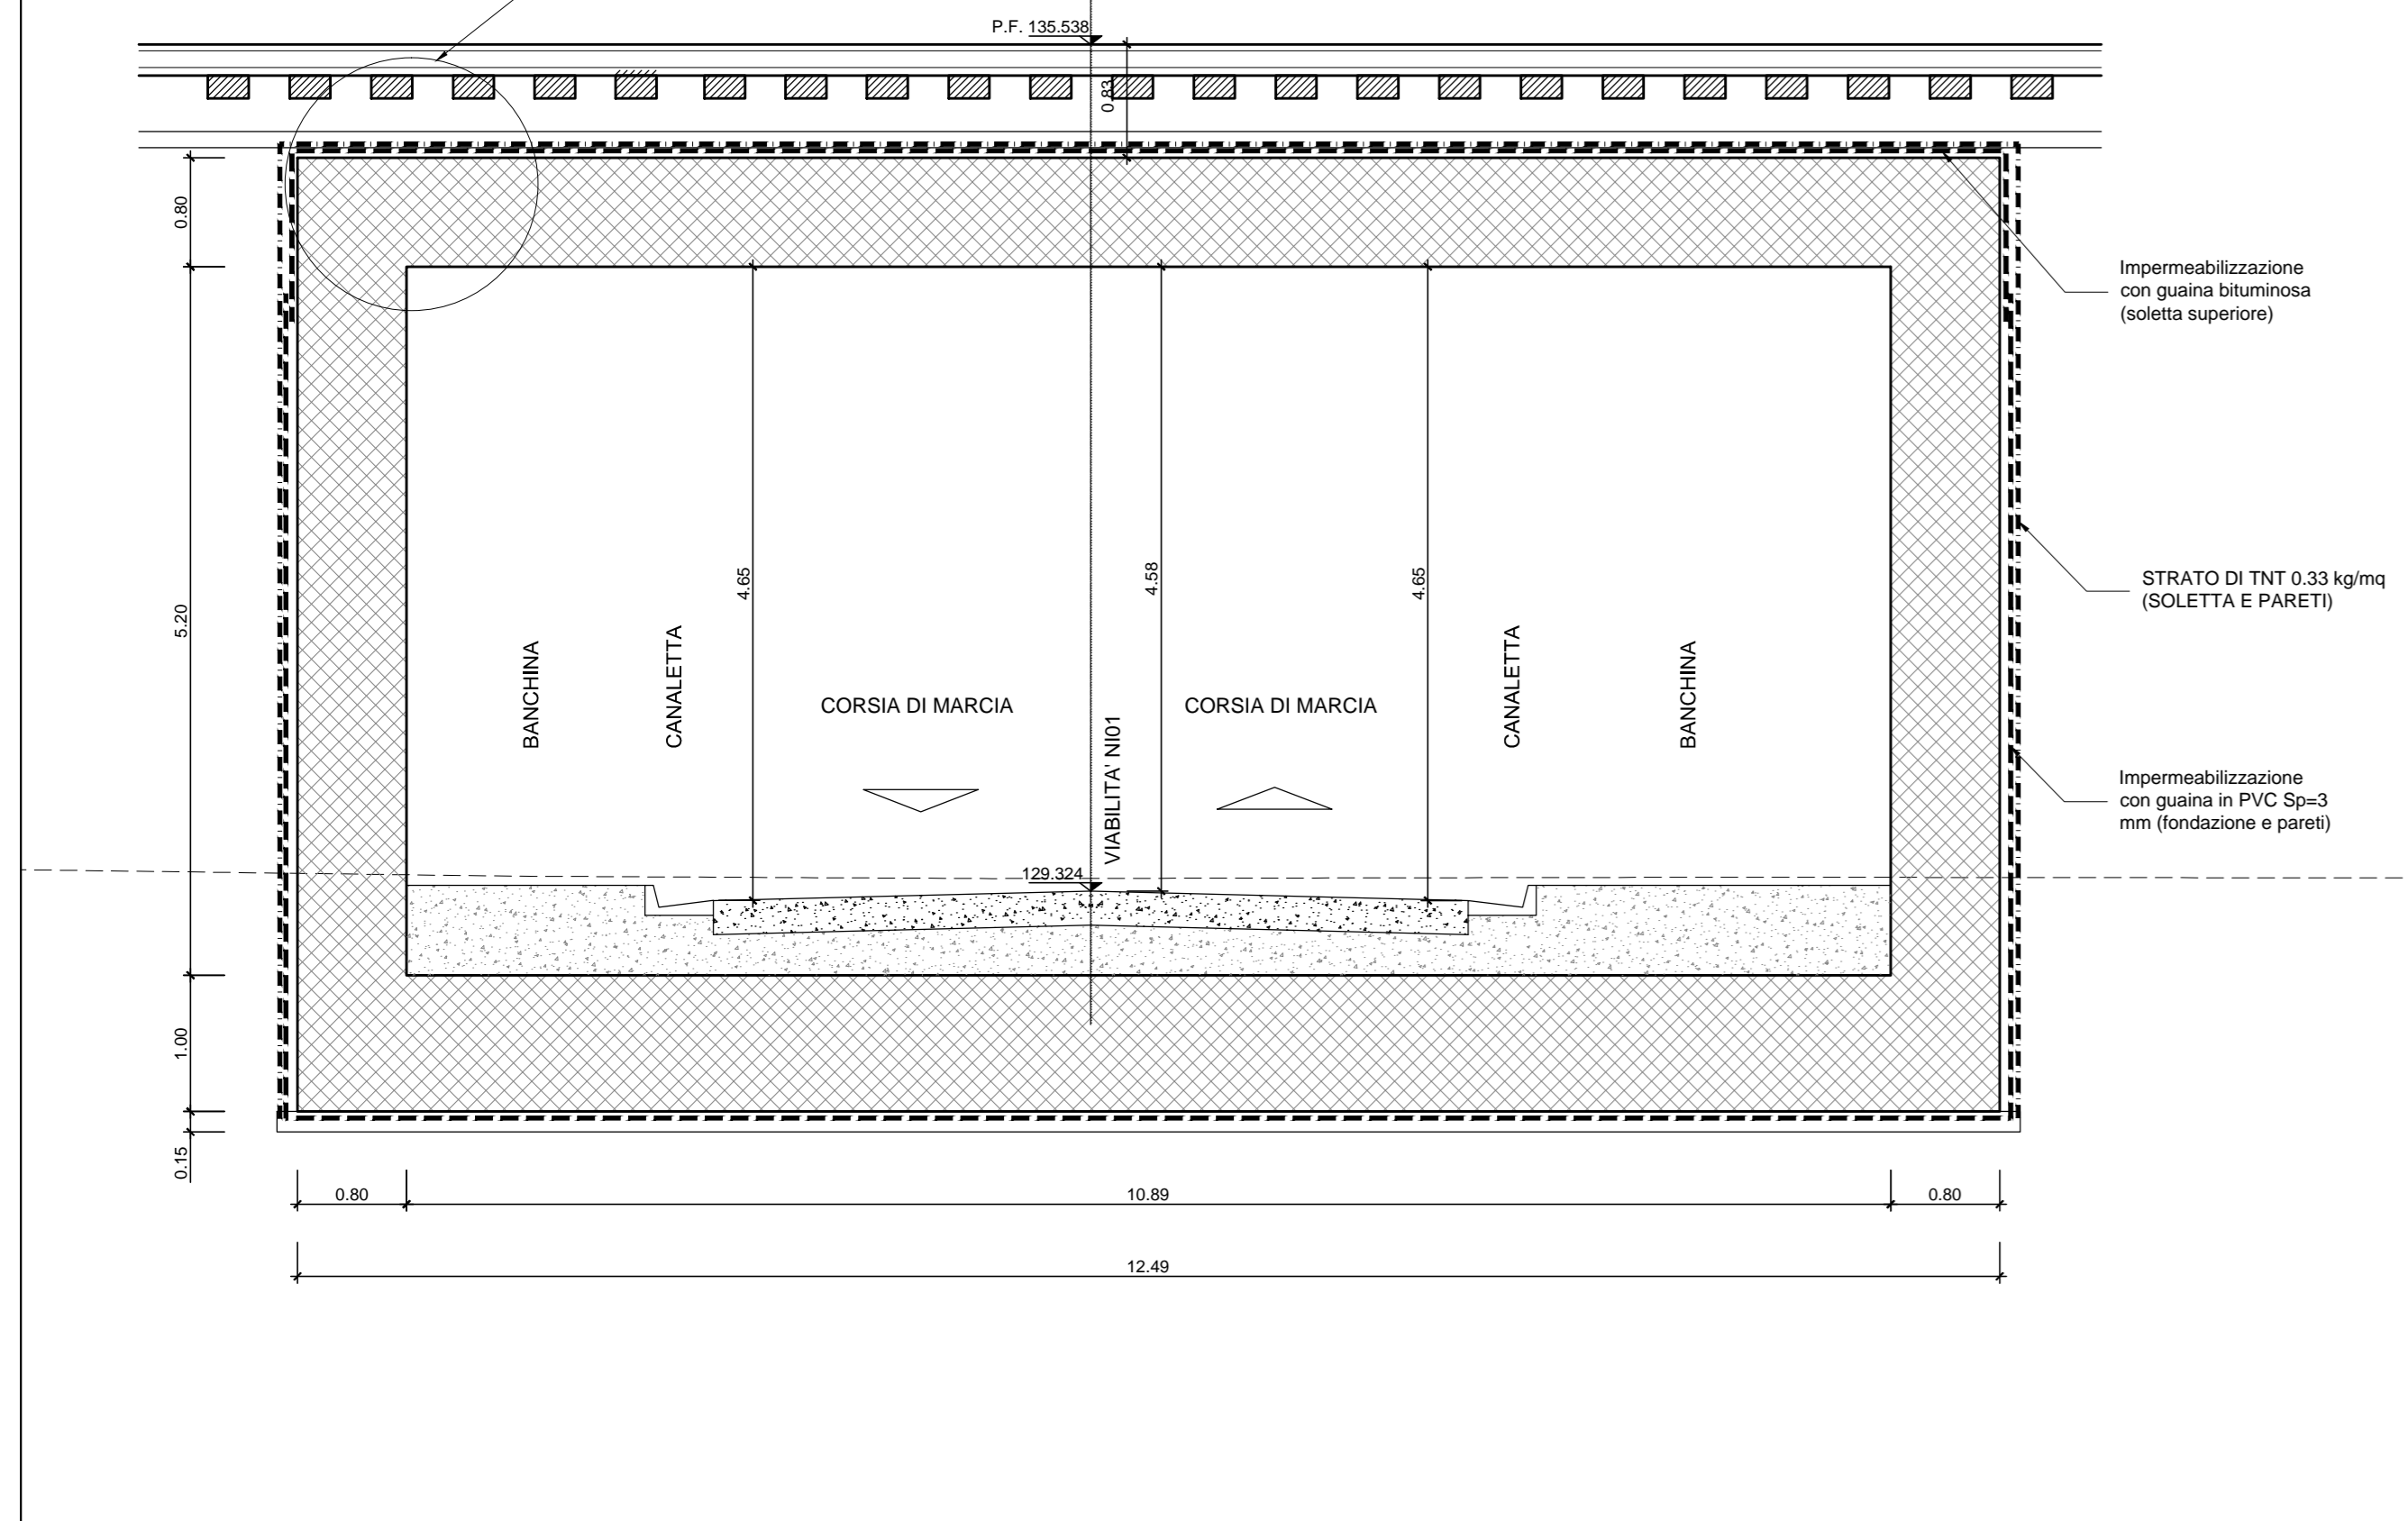 P.F. 135.538
0.83
0.80
Impermeabilizzazione
con guaina bituminosa
(soletta superiore)
5.20
4.65
4.58
4.65
STRATO DI TNT 0.33 kg/mq
(SOLETTA E PARETI)
BANCHINA
CANALETTA
CORSIA DI MARCIA
CORSIA DI MARCIA
CANALETTA
BANCHINA
VIABILITA' NI01
Impermeabilizzazione
con guaina in PVC Sp=3
mm (fondazione e pareti)
129.324
1.00
0.15
0.80
10.89
0.80
12.49